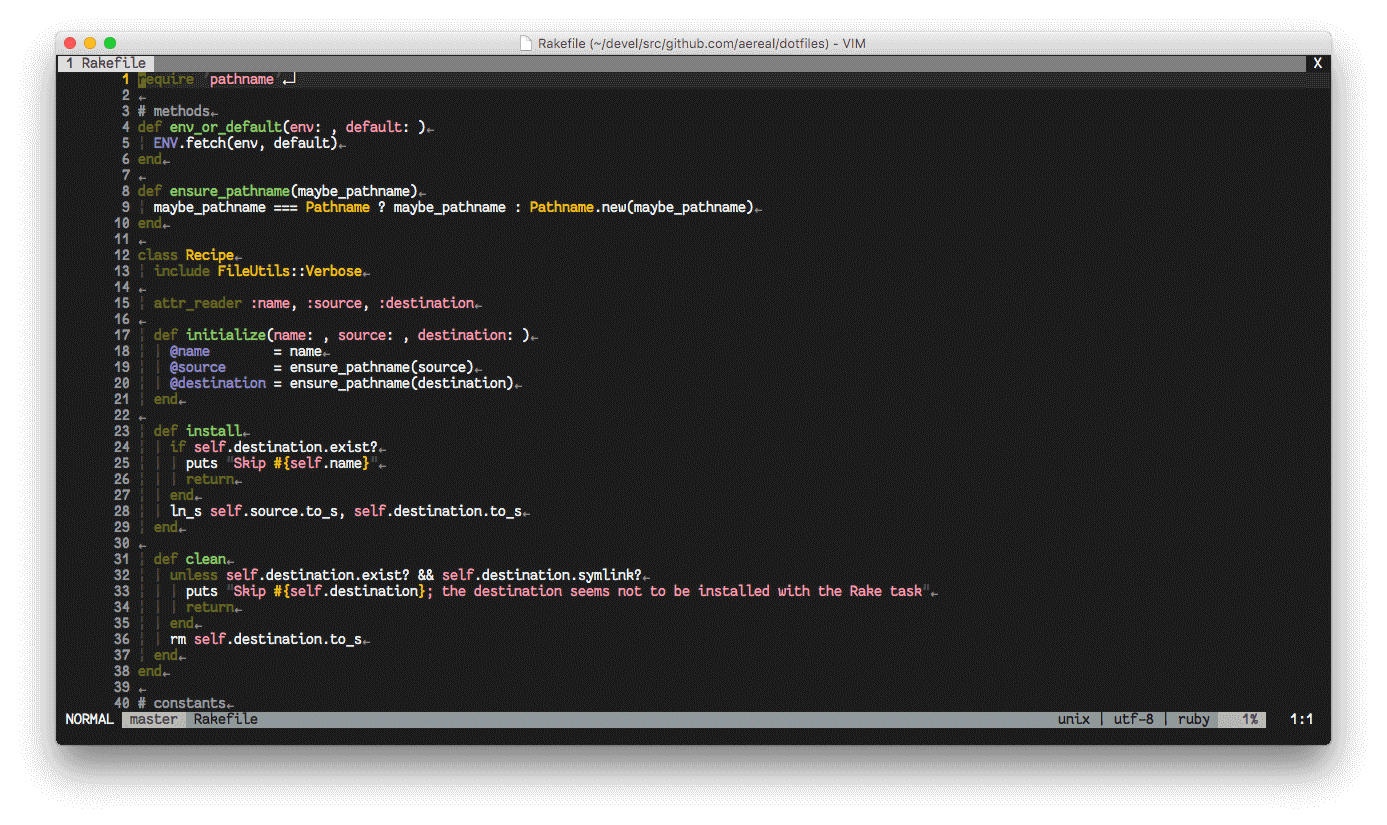 Rakefile (~/devel/src/github.com/aereal/dotfiles) - VIM
1 Rakefile X
1 require 'pathname'↵
2 ←
3 # methods←
4 def env_or_default(env: , default: )←
5 ¦ ENV.fetch(env, default)←
6 end←
7 ←
8 def ensure_pathname(maybe_pathname)←
9 ¦ maybe_pathname === Pathname ? maybe_pathname : Pathname.new(maybe_pathname)←
10 end←
11 ←
12 class Recipe←
13 ¦ include FileUtils::Verbose←
14 ←
15 ¦ attr_reader :name, :source, :destination←
16 ←
17 ¦ def initialize(name: , source: , destination: )←
18 ¦ ¦ @name        = name←
19 ¦ ¦ @source      = ensure_pathname(source)←
20 ¦ ¦ @destination = ensure_pathname(destination)←
21 ¦ end←
22 ←
23 ¦ def install←
24 ¦ ¦ if self.destination.exist?←
25 ¦ ¦ ¦ puts "Skip #{self.name}"←
26 ¦ ¦ ¦ return←
27 ¦ ¦ end←
28 ¦ ¦ ln_s self.source.to_s, self.destination.to_s←
29 ¦ end←
30 ←
31 ¦ def clean←
32 ¦ ¦ unless self.destination.exist? && self.destination.symlink?←
33 ¦ ¦ ¦ puts "Skip #{self.destination}; the destination seems not to be installed with the Rake task"←
34 ¦ ¦ ¦ return←
35 ¦ ¦ end←
36 ¦ ¦ rm self.destination.to_s←
37 ¦ end←
38 end←
39 ←
40 # constants←
NORMAL master Rakefile unix | utf-8 | ruby 1% 1:1